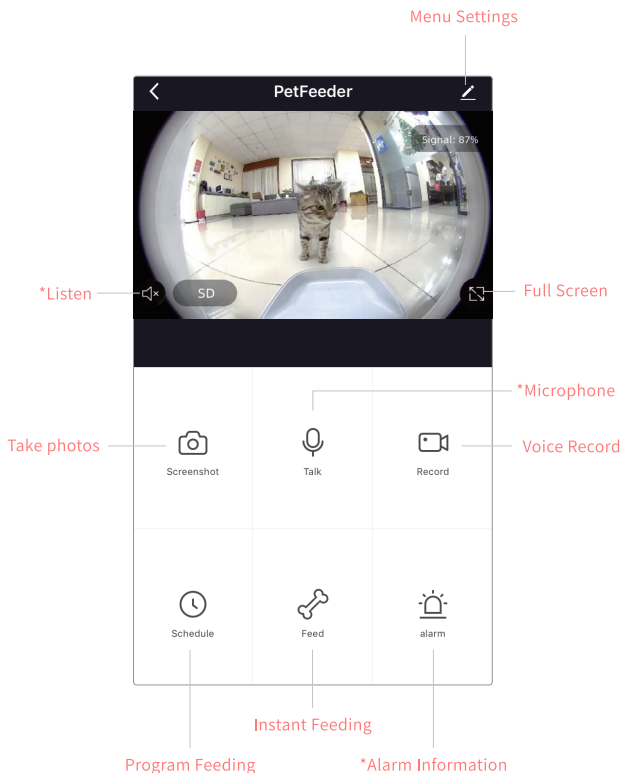 Menu Settings
PetFeeder
Signal: 87%
*Listen
SD
Full Screen
*Microphone
Take photos
Voice Record
Screenshot
Talk
Record
Schedule
Feed
alarm
Instant Feeding
Program Feeding
*Alarm Information